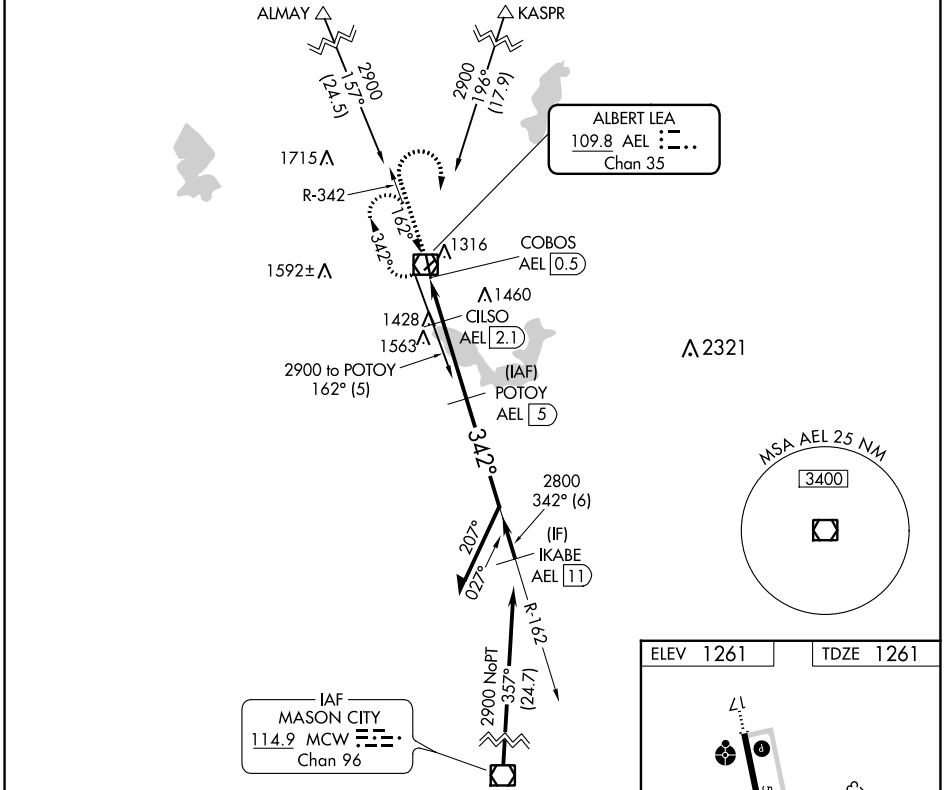 ALMAY
KASPR
2900
157°
(24.5)
2900
196°
(17.9)
ALBERT LEA
109.8 AEL
Chan 35
1715
R-342
162°
342°
1316
COBOS
AEL 0.5
1592±
1460
1428
CILSO
AEL 2.1
1563
2321
2900 to POTOY
162° (5)
(IAF)
POTOY
AEL 5
342°
MSA AEL 25 NM
3400
2800
342° (6)
207°
027°
(IF)
IKABE
AEL 11
R-162
2900 NoPT
357°
(24.7)
IAF
MASON CITY
114.9 MCW
Chan 96
ELEV 1261
TDZE 1261
17
P
5